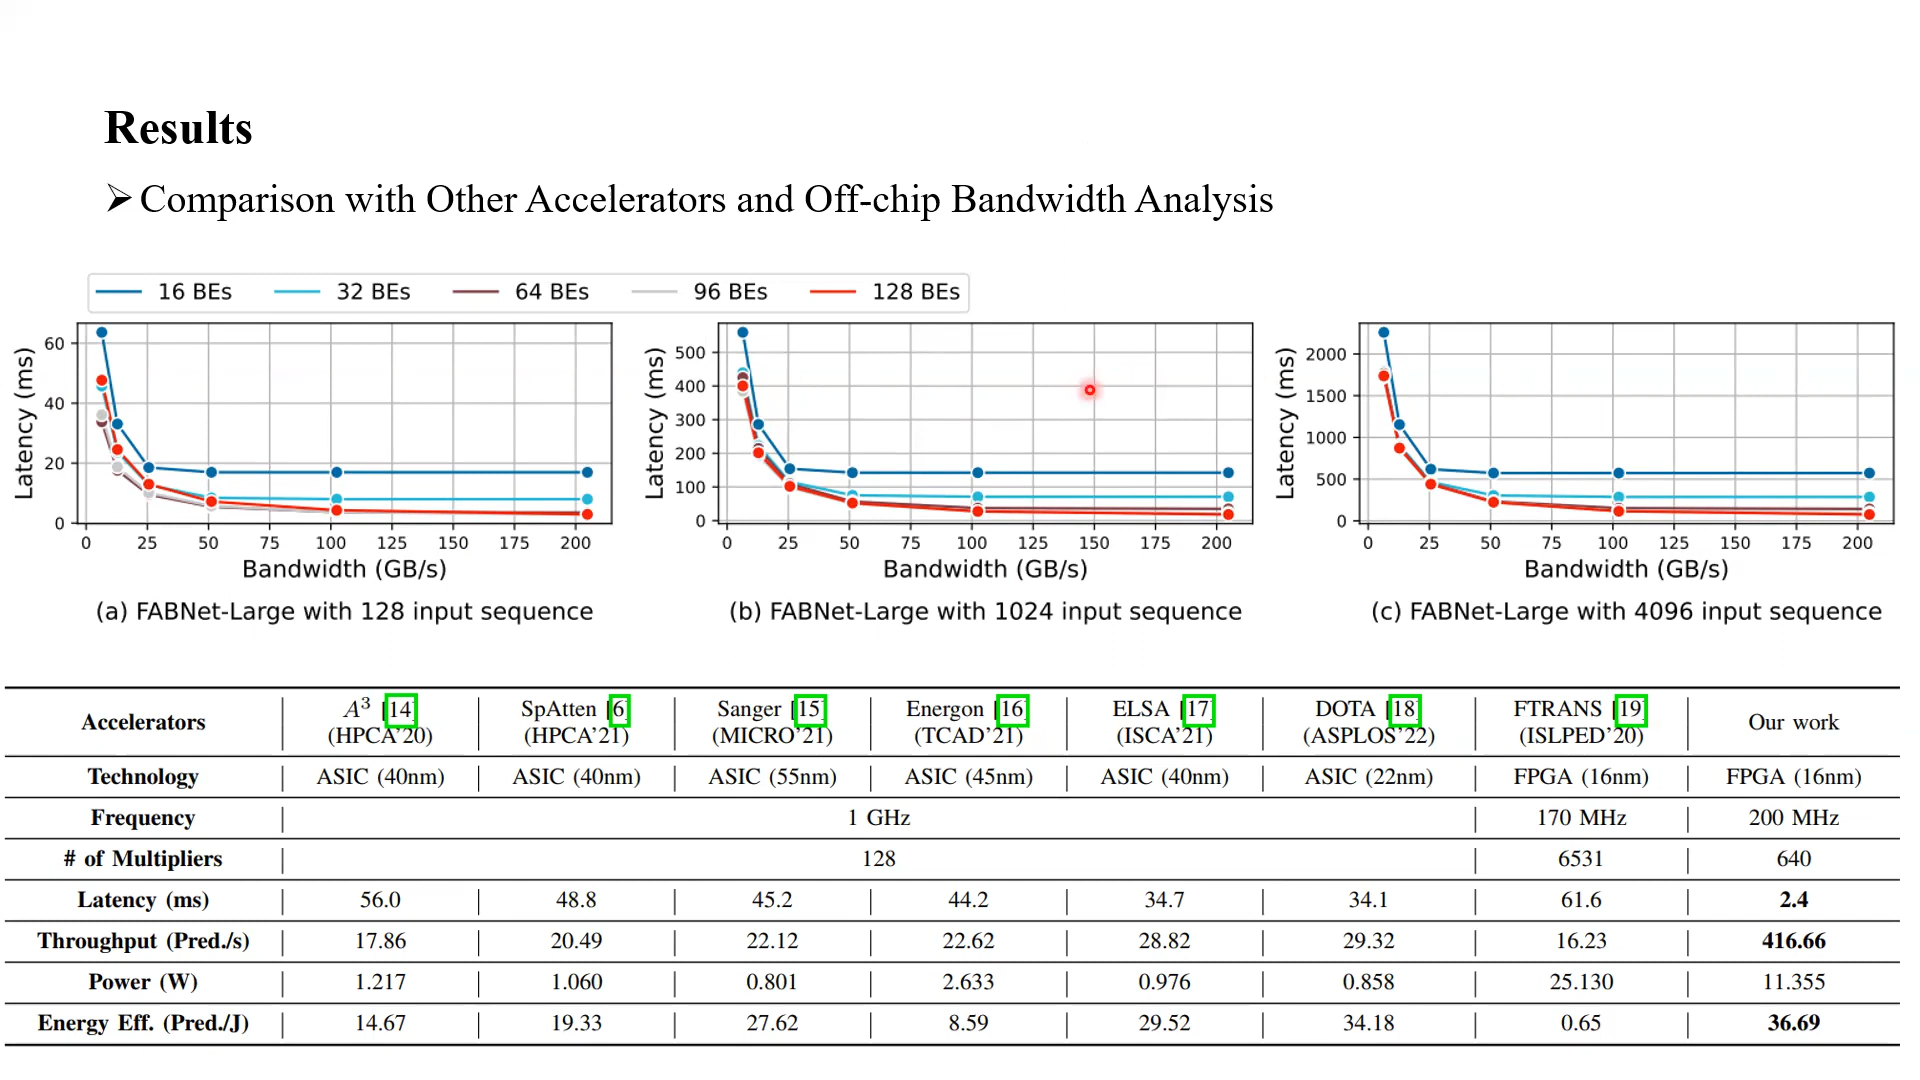 Results
➢ Comparison with Other Accelerators and Off-chip Bandwidth Analysis
16 BEs 32 BEs 64 BEs 96 BEs 128 BEs
Latency (ms)
60
40
20
0
0 25 50 75 100 125 150 175 200
Bandwidth (GB/s)
(a) FABNet-Large with 128 input sequence
Latency (ms)
500
400
300
200
100
0
0 25 50 75 100 125 150 175 200
Bandwidth (GB/s)
(b) FABNet-Large with 1024 input sequence
Latency (ms)
2000
1500
1000
500
0
0 25 50 75 100 125 150 175 200
Bandwidth (GB/s)
(c) FABNet-Large with 4096 input sequence
Accelerators A³ [14] (HPCA'20) SpAtten [6] (HPCA'21) Sanger [15] (MICRO'21) Energon [16] (TCAD'21) ELSA [17] (ISCA'21) DOTA [18] (ASPLOS'22) FTRANS [19] (ISLPED'20) Our work
Technology ASIC (40nm) ASIC (40nm) ASIC (55nm) ASIC (45nm) ASIC (40nm) ASIC (22nm) FPGA (16nm) FPGA (16nm)
Frequency 1 GHz 170 MHz 200 MHz
# of Multipliers 128 6531 640
Latency (ms) 56.0 48.8 45.2 44.2 34.7 34.1 61.6 2.4
Throughput (Pred./s) 17.86 20.49 22.12 22.62 28.82 29.32 16.23 416.66
Power (W) 1.217 1.060 0.801 2.633 0.976 0.858 25.130 11.355
Energy Eff. (Pred./J) 14.67 19.33 27.62 8.59 29.52 34.18 0.65 36.69